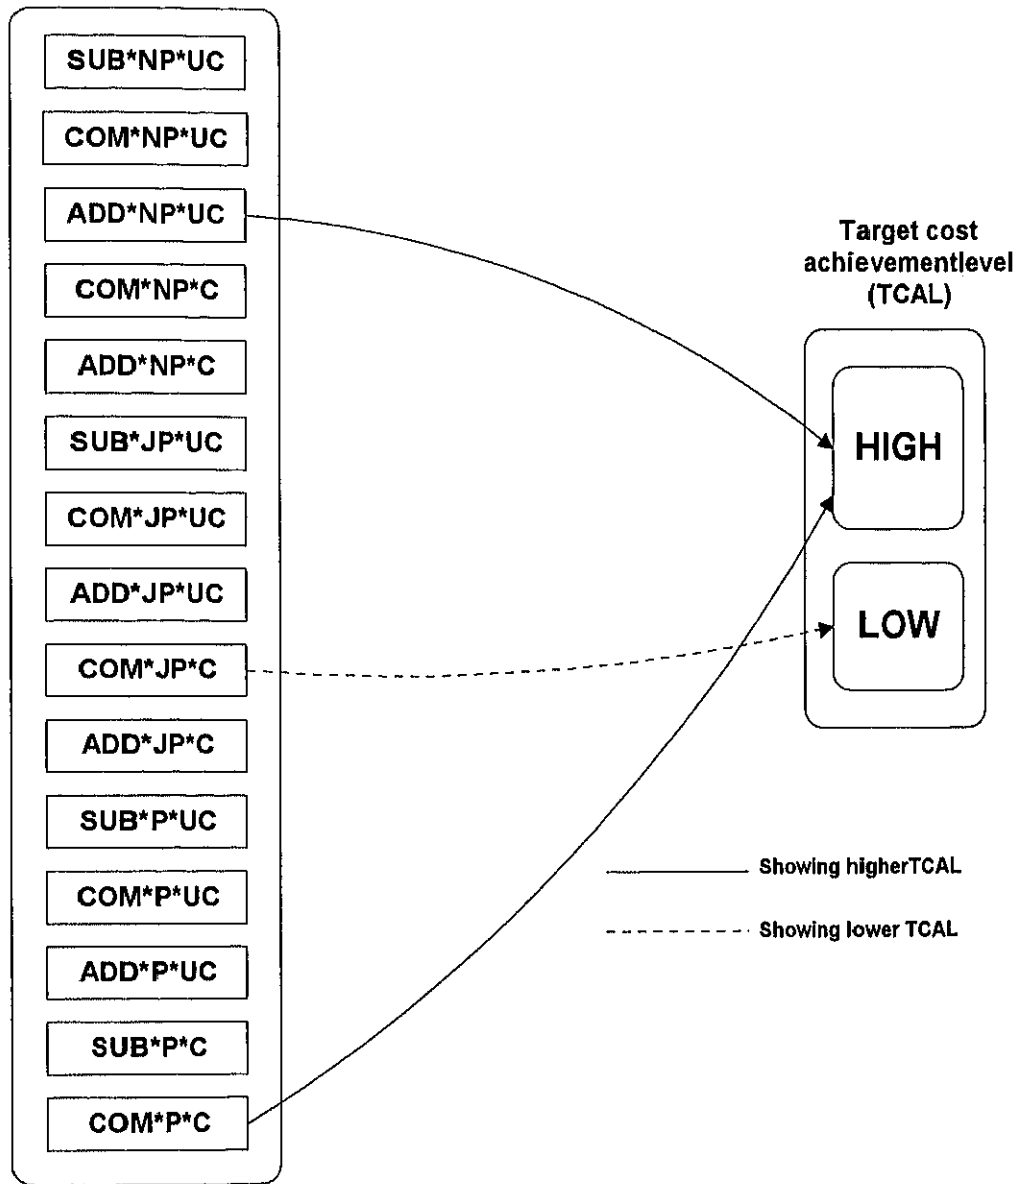 SUB*NP*UC
COM*NP*UC
ADD*NP*UC
COM*NP*C
ADD*NP*C
SUB*JP*UC
COM*JP*UC
ADD*JP*UC
COM*JP*C
ADD*JP*C
SUB*P*UC
COM*P*UC
ADD*P*UC
SUB*P*C
COM*P*C
Target cost
achievementlevel
(TCAL)
HIGH
LOW
Showing higherTCAL
Showing lower TCAL